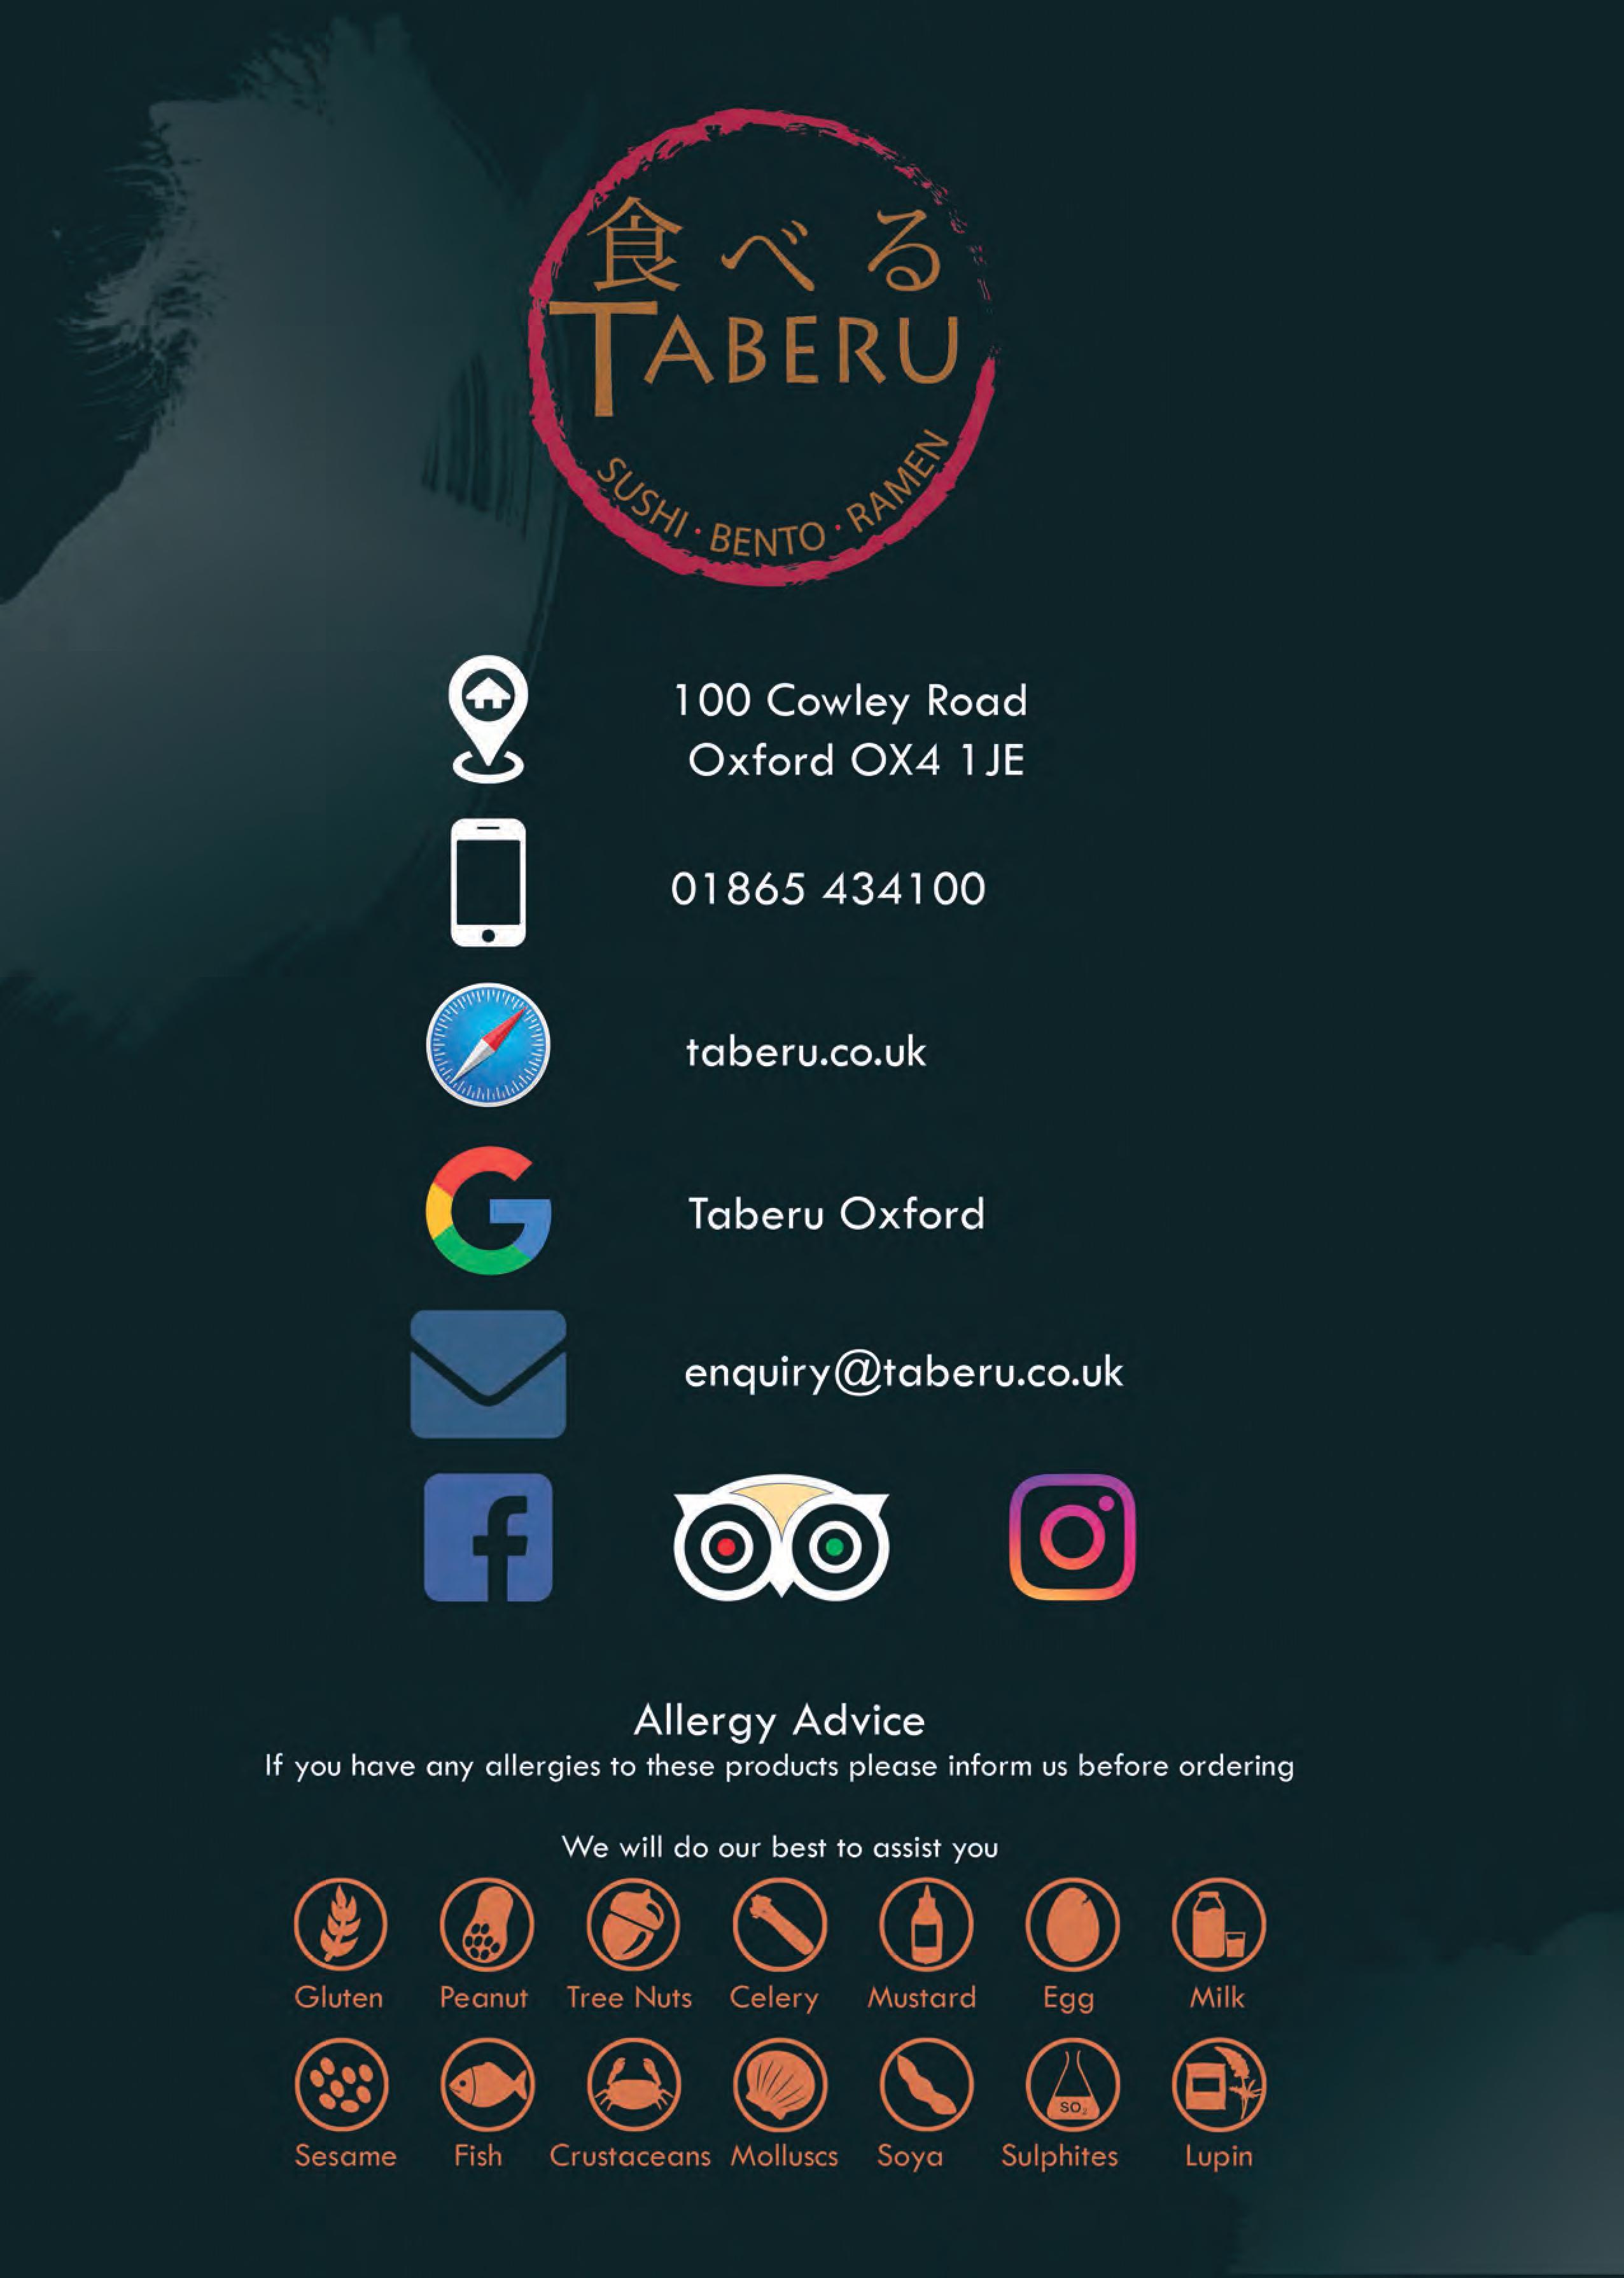 食べる
TABERU
SUSHI · BENTO · RAMEN
100 Cowley Road
Oxford OX4 1JE
01865 434100
taberu.co.uk
Taberu Oxford
enquiry@taberu.co.uk
Allergy Advice
If you have any allergies to these products please inform us before ordering
We will do our best to assist you
Gluten Peanut Tree Nuts Celery Mustard Egg Milk
SO₂
Sesame Fish Crustaceans Molluscs Soya Sulphites Lupin